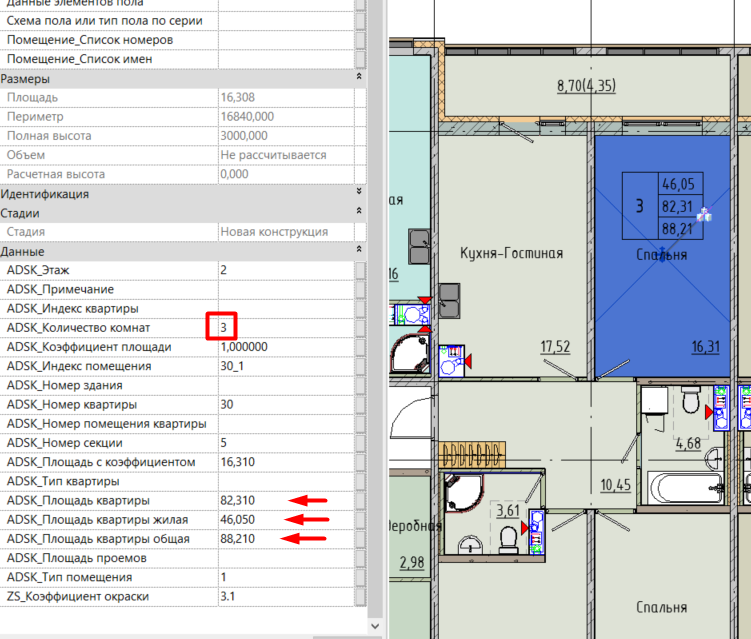 Данные элементов пола
Схема пола или тип пола по серии
Помещение_Список номеров
Помещение_Список имен
Размеры
Площадь 16,308
Периметр 16840,000
Полная высота 3000,000
Объем Не рассчитывается
Расчетная высота 0,000
Идентификация
Стадии
Стадия Новая конструкция
Данные
ADSK_Этаж 2
ADSK_Примечание
ADSK_Индекс квартиры
ADSK_Количество комнат 3
ADSK_Коэффициент площади 1,000000
ADSK_Индекс помещения 30_1
ADSK_Номер здания
ADSK_Номер квартиры 30
ADSK_Номер помещения квартиры
ADSK_Номер секции 5
ADSK_Площадь с коэффициентом 16,310
ADSK_Тип квартиры
ADSK_Площадь квартиры 82,310
ADSK_Площадь квартиры жилая 46,050
ADSK_Площадь квартиры общая 88,210
ADSK_Площадь проемов
ADSK_Тип помещения 1
ZS_Коэффициент окраски 3.1
8,70(4,35)
46,05
3 82,31
88,21
ая
Кухня-Гостиная
Спальня
16
17,52
16,31
4,68
10,45
3,61
деробная
2,98
Спальня